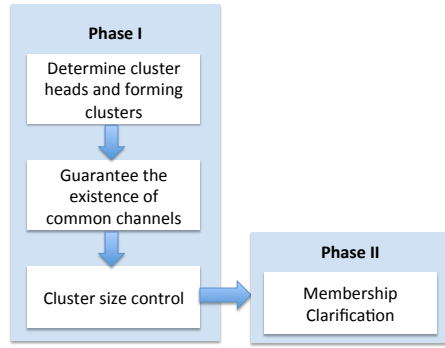 Phase I
Determine cluster
heads and forming
clusters
Guarantee the
existence of
common channels
Cluster size control
Phase II
Membership
Clarification